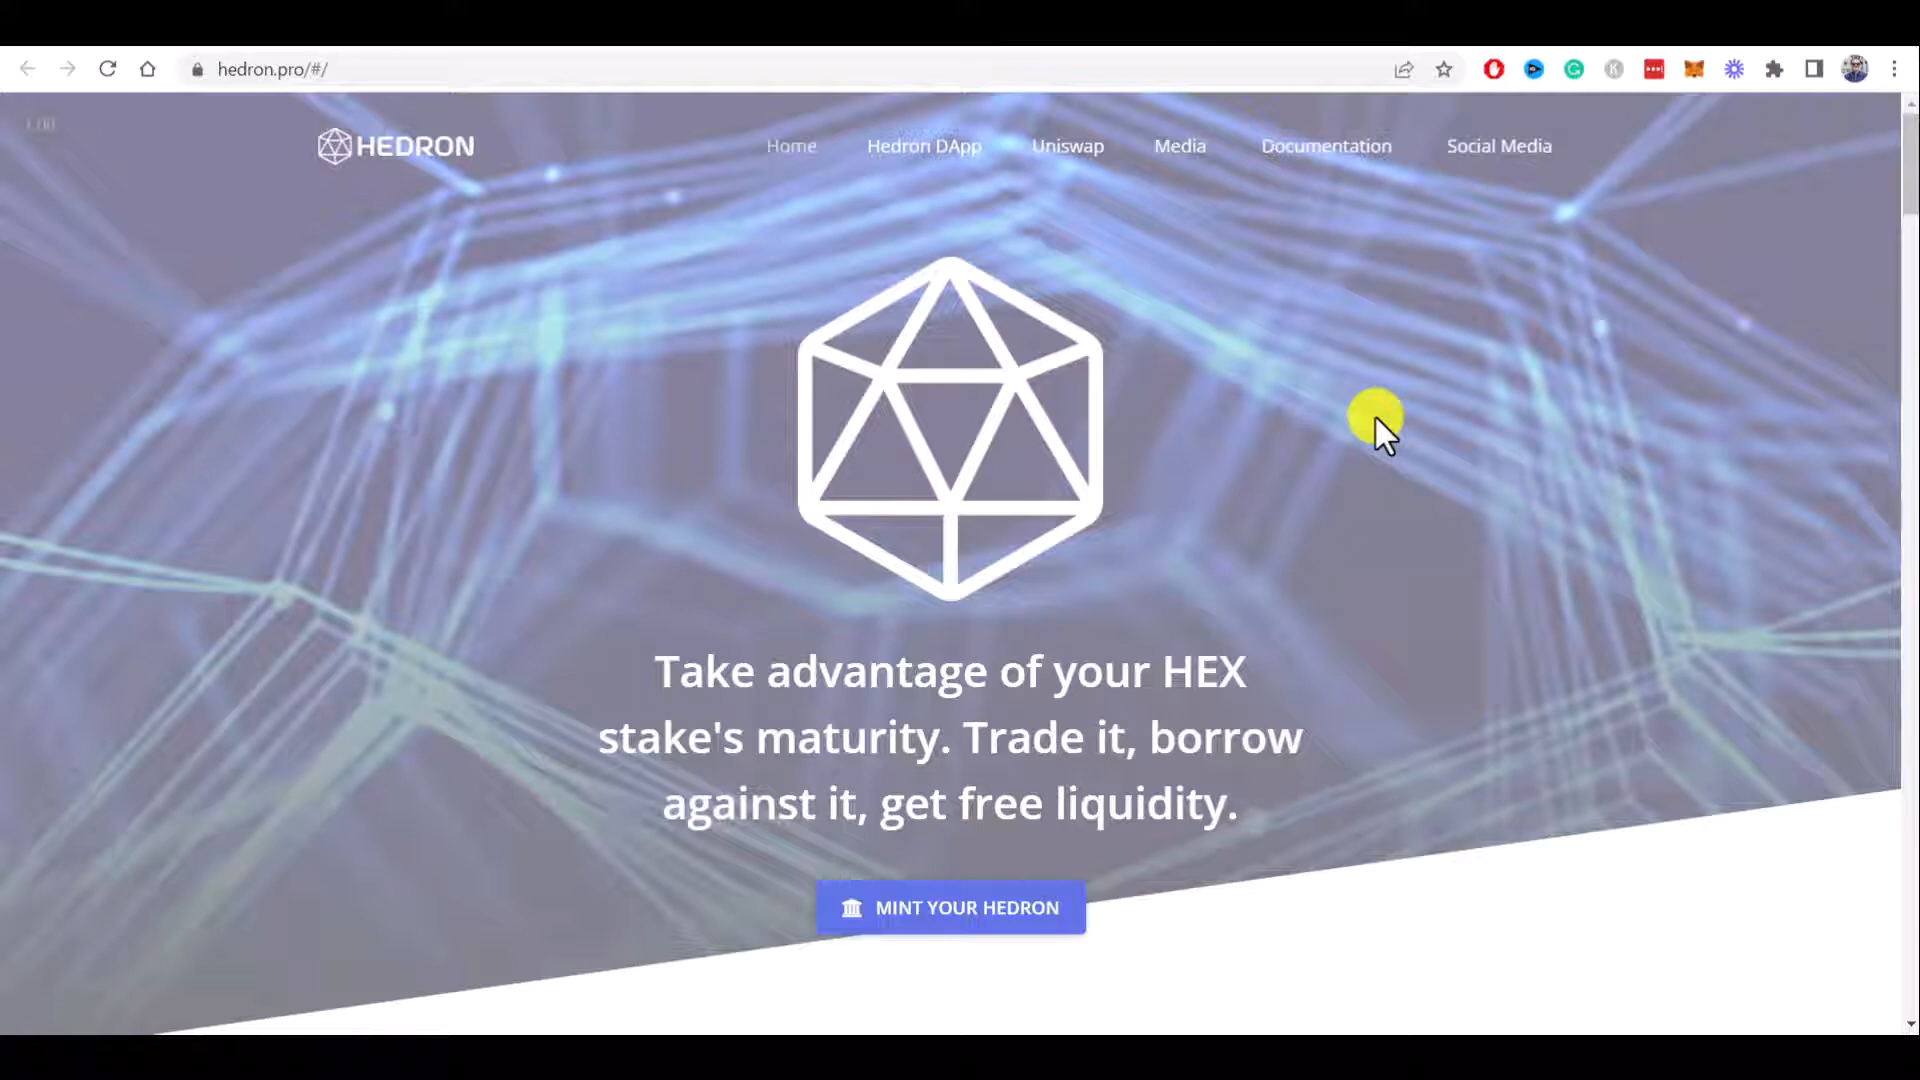 hedron.pro/#/
HEDRON
Home
Hedron DApp
Uniswap
Media
Documentation
Social Media
Take advantage of your HEX
stake's maturity. Trade it, borrow
against it, get free liquidity.
MINT YOUR HEDRON